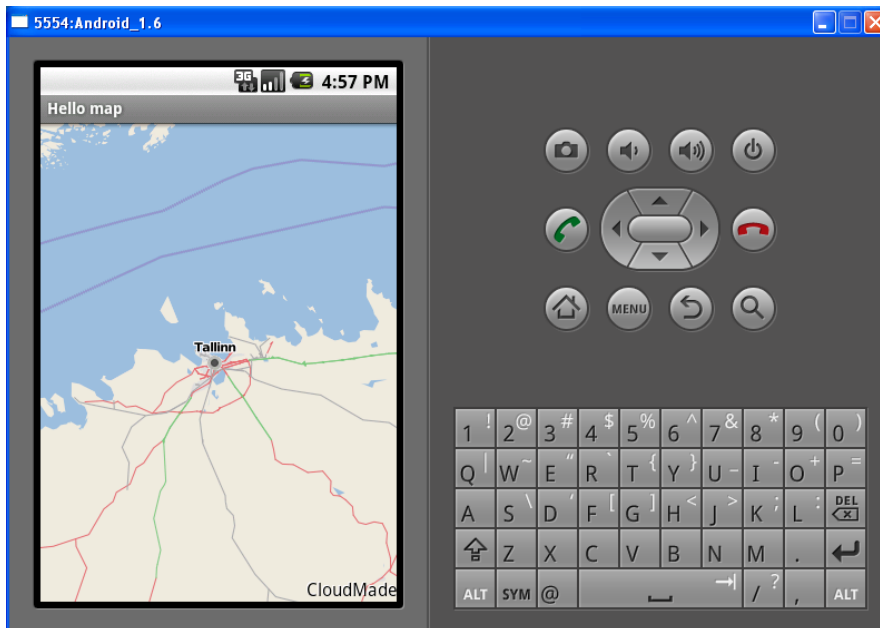 5554:Android_1.6
3G 4:57 PM
Hello map
Tallinn
CloudMade
MENU
1 ! 2 @ 3 # 4 $ 5 % 6 ^ 7 & 8 * 9 ( 0 )
Q | W ~ E " R ` T { Y } U _ I - O + P =
A S \ D ' F [ G ] H < J > K ; L : DEL
Z X C V B N M .
ALT SYM @ / ? , ALT